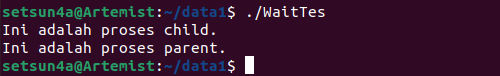 setsun4a@Artemist:~/data1$ ./WaitTes
Ini adalah proses child.
Ini adalah proses parent.
setsun4a@Artemist:~/data1$